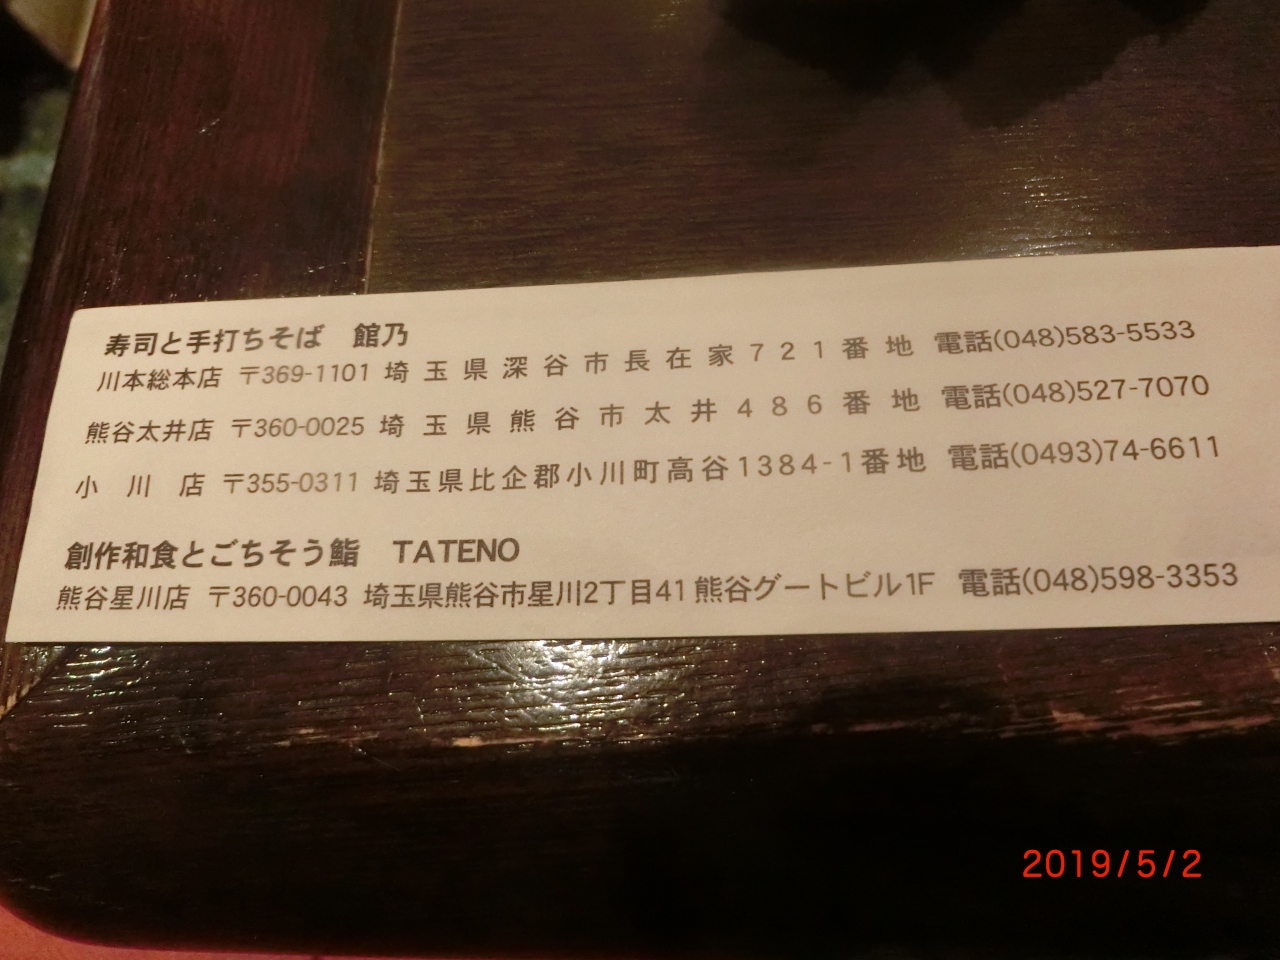 寿司と手打ちそば　館乃
川本総本店 〒369-1101 埼玉県深谷市長在家721番地 電話(048)583-5533
熊谷太井店 〒360-0025 埼玉県熊谷市太井486番地 電話(048)527-7070
小川店 〒355-0311 埼玉県比企郡小川町高谷1384-1番地 電話(0493)74-6611
創作和食とごちそう鮨　TATENO
熊谷星川店 〒360-0043 埼玉県熊谷市星川2丁目41 熊谷グートビル1F 電話(048)598-3353
2019/5/2